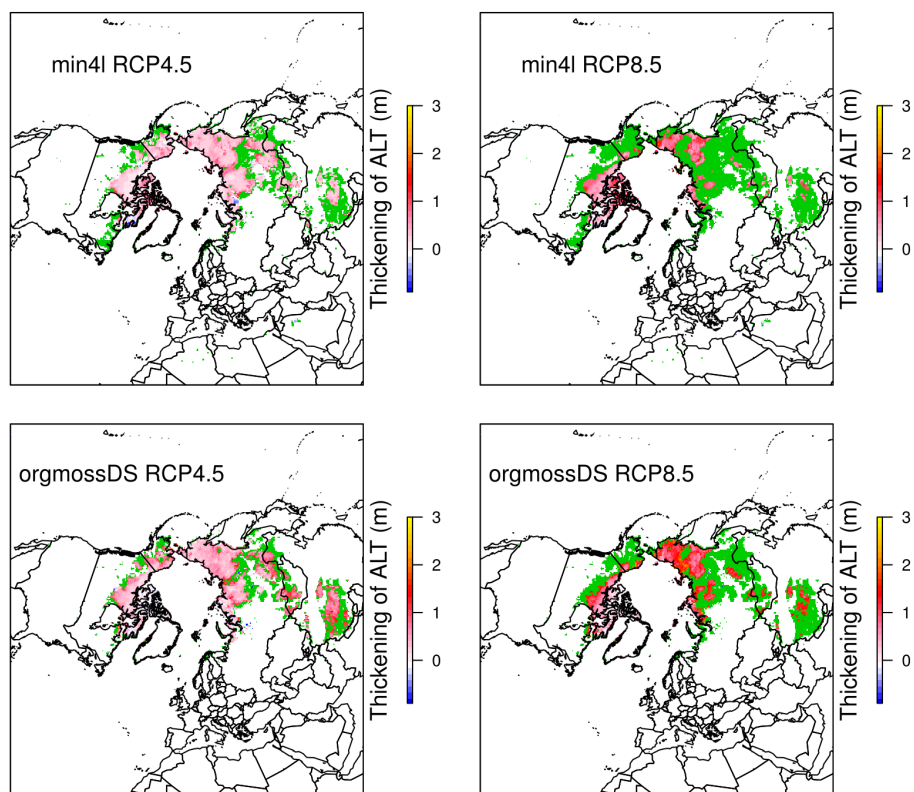 min4l RCP4.5
Thickening of ALT (m)
3
2
1
0
min4l RCP8.5
Thickening of ALT (m)
3
2
1
0
orgmossDS RCP4.5
Thickening of ALT (m)
3
2
1
0
orgmossDS RCP8.5
Thickening of ALT (m)
3
2
1
0